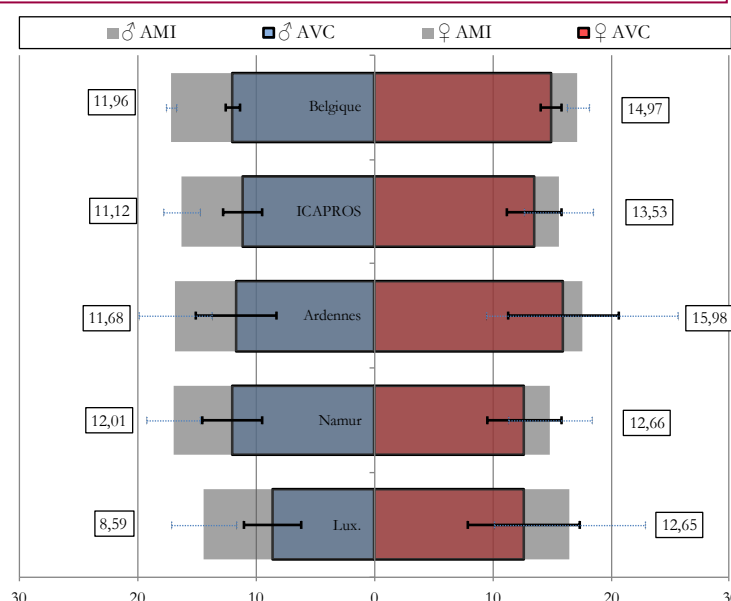 ♂ AMI ♂ AVC ♀ AMI ♀ AVC
11,96 Belgique 14,97
11,12 ICAPROS 13,53
11,68 Ardennes 15,98
12,01 Namur 12,66
8,59 Lux. 12,65
30 20 10 0 10 20 30